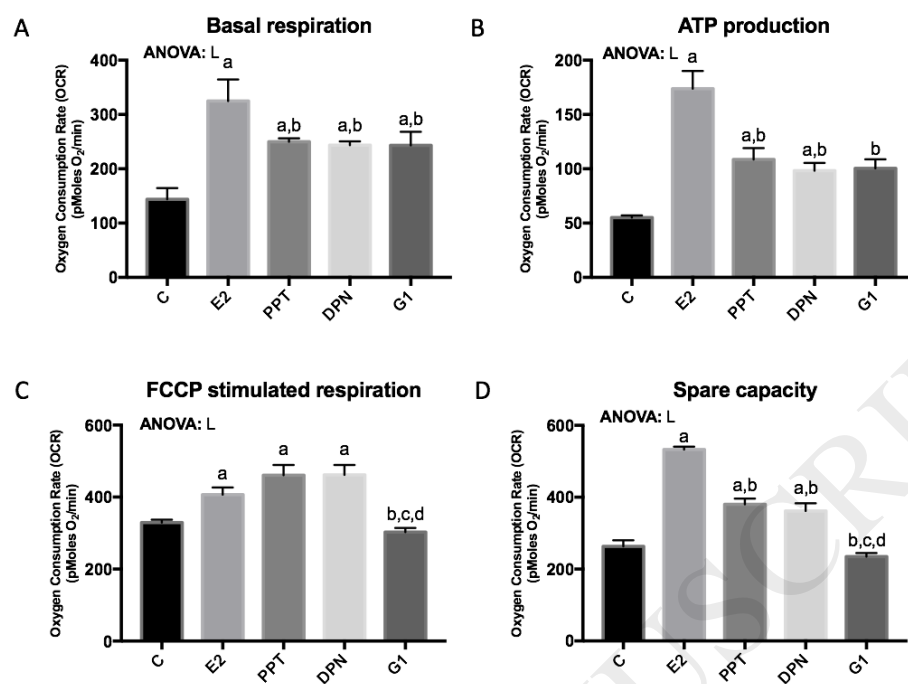 A
Basal respiration
ANOVA: L
Oxygen Consumption Rate (OCR)
(pMoles O2/min)
400
300
200
100
0
a
a,b
a,b
a,b
C
E2
PPT
DPN
G1
B
ATP production
ANOVA: L
Oxygen Consumption Rate (OCR)
(pMoles O2/min)
200
150
100
50
0
a
a,b
a,b
b
C
E2
PPT
DPN
G1
C
FCCP stimulated respiration
ANOVA: L
Oxygen Consumption Rate (OCR)
(pMoles O2/min)
600
400
200
0
a
a
a
b,c,d
C
E2
PPT
DPN
G1
D
Spare capacity
ANOVA: L
Oxygen Consumption Rate (OCR)
(pMoles O2/min)
600
400
200
0
a
a,b
a,b
b,c,d
C
E2
PPT
DPN
G1